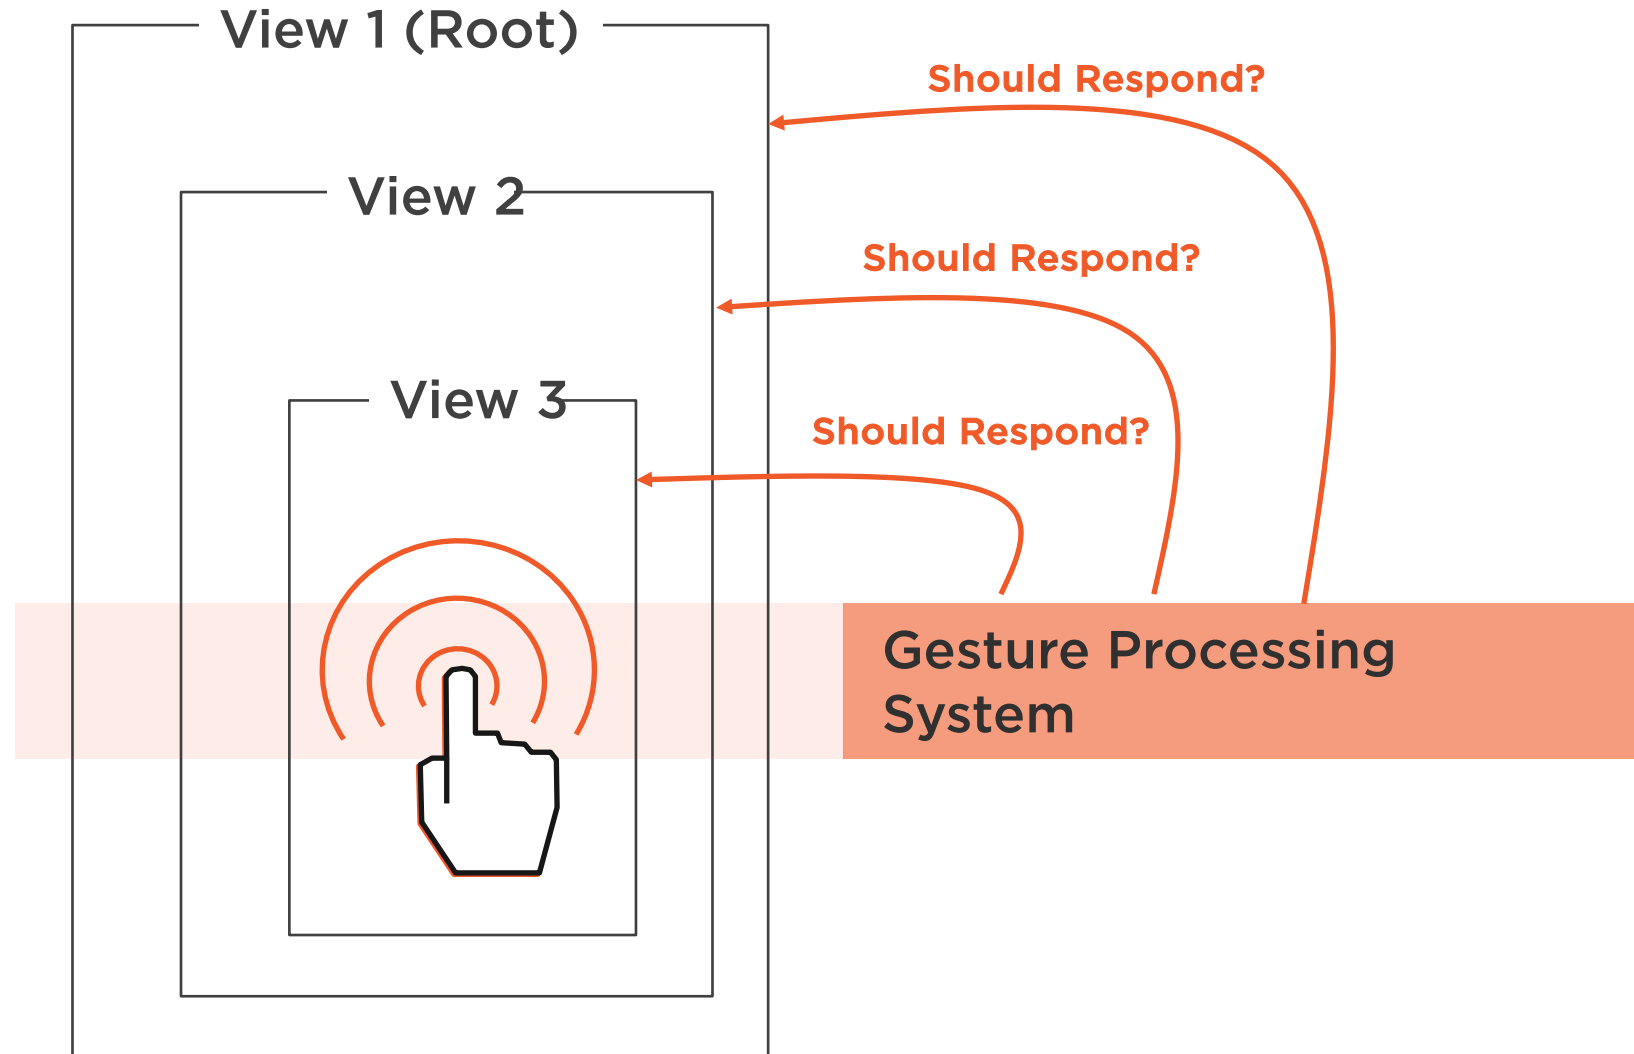 View 1 (Root)
Should Respond?
View 2
Should Respond?
View 3
Should Respond?
Gesture Processing
System